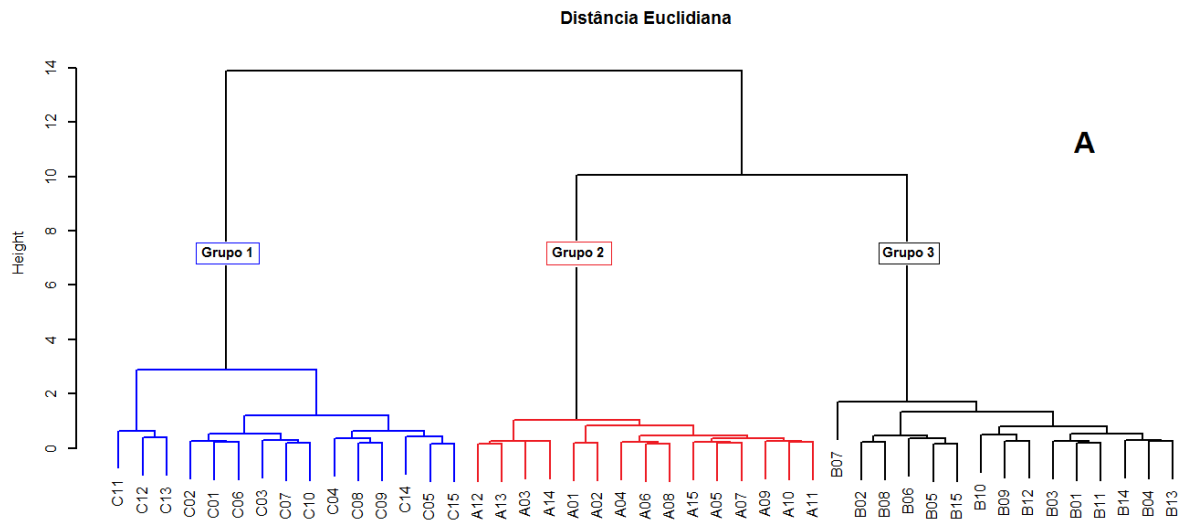 Distância Euclidiana
A
Height
0 2 4 6 8 10 12 14
Grupo 1 Grupo 2 Grupo 3
C11 C12 C13 C02 C01 C06 C03 C07 C10 C04 C08 C09 C14 C05 C15 A12 A13 A03 A14 A01 A02 A04 A06 A08 A15 A05 A07 A09 A10 A11 B07 B02 B08 B06 B05 B15 B10 B09 B12 B03 B01 B11 B14 B04 B13